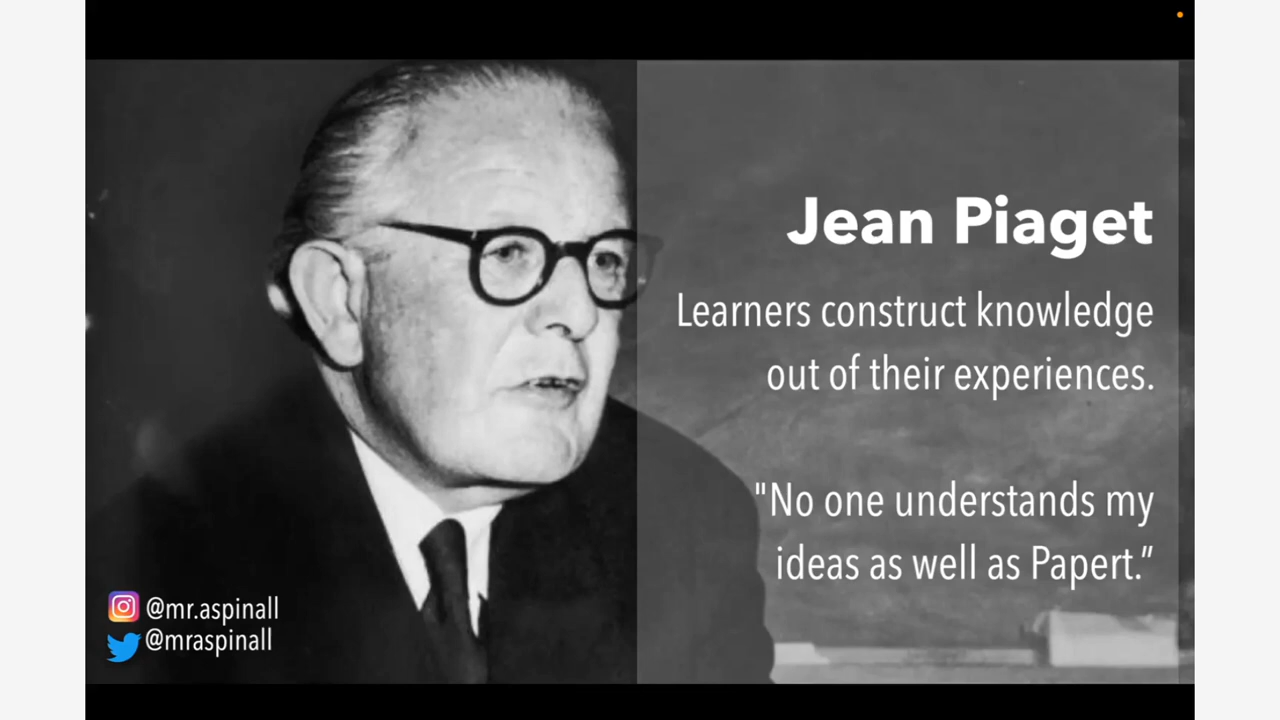 Jean Piaget
Learners construct knowledge
out of their experiences.
"No one understands my
ideas as well as Papert.”
@mr.aspinall
@mraspinall